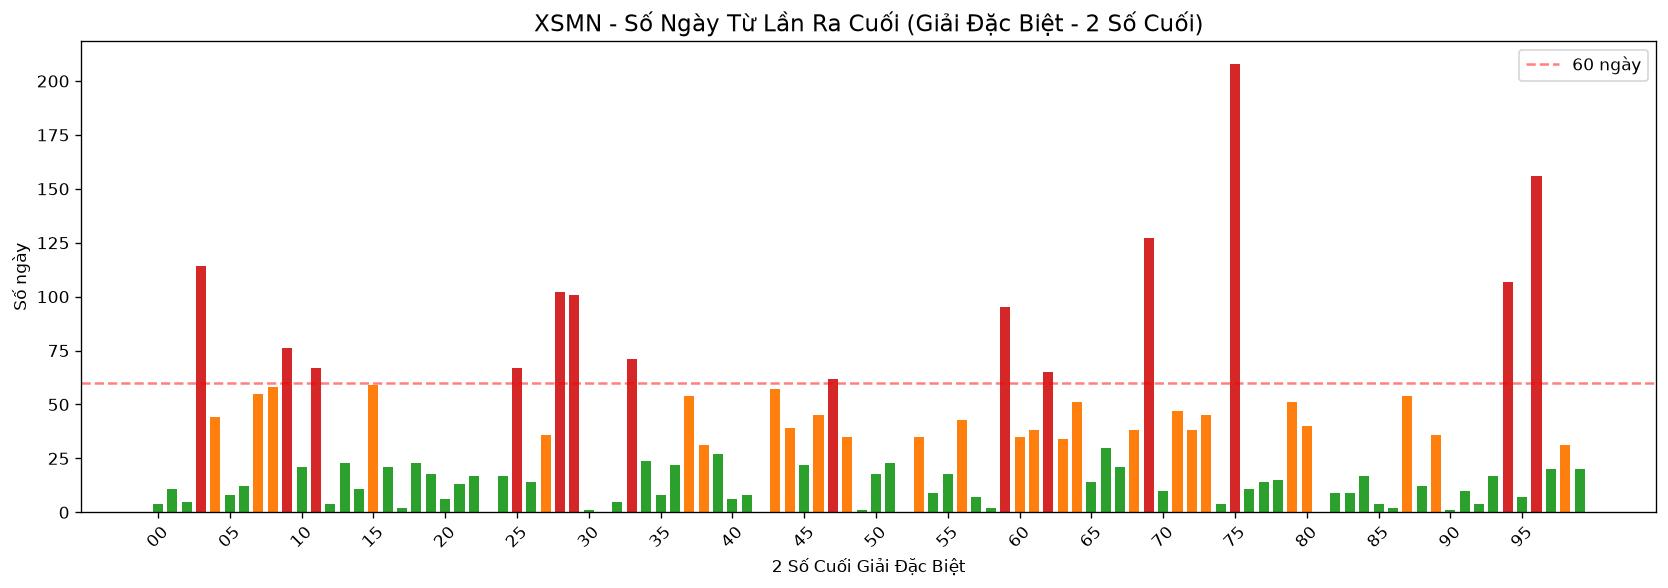 XSMN - Số Ngày Từ Lần Ra Cuối (Giải Đặc Biệt - 2 Số Cuối)
60 ngày
Số ngày
200
175
150
125
100
75
50
25
0
00 05 10 15 20 25 30 35 40 45 50 55 60 65 70 75 80 85 90 95
2 Số Cuối Giải Đặc Biệt